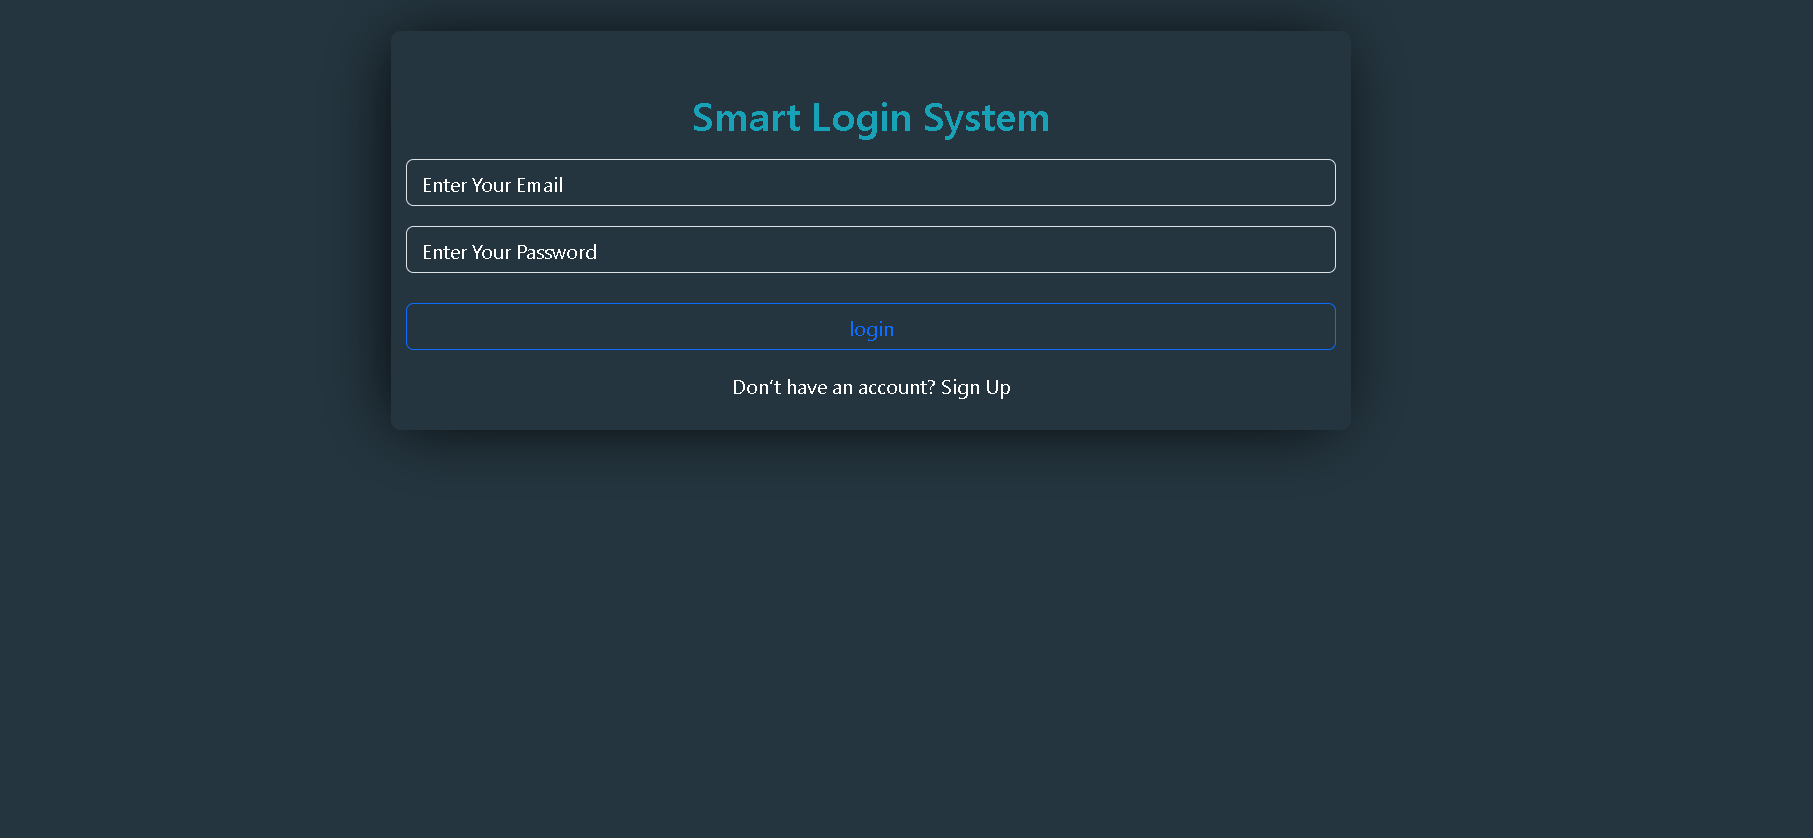 Smart Login System
Enter Your Email
Enter Your Password
login
Don’t have an account? Sign Up